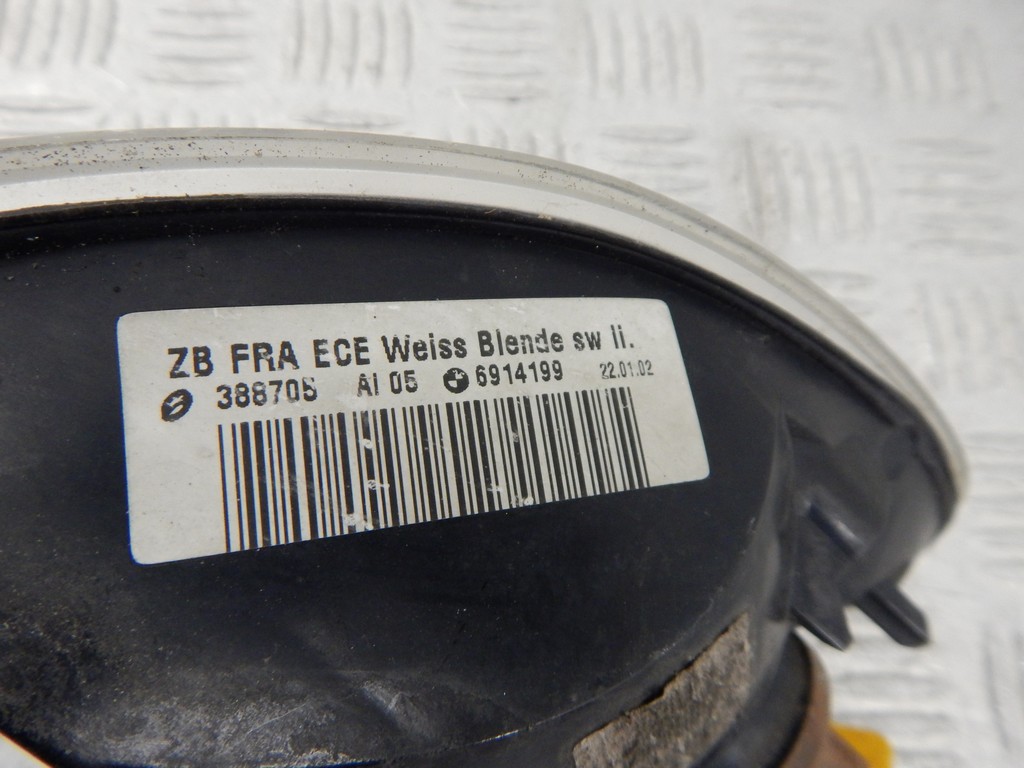 ZB FRA ECE Weiss Blende sw li.
388705 AI 05 6914199 22.01.02